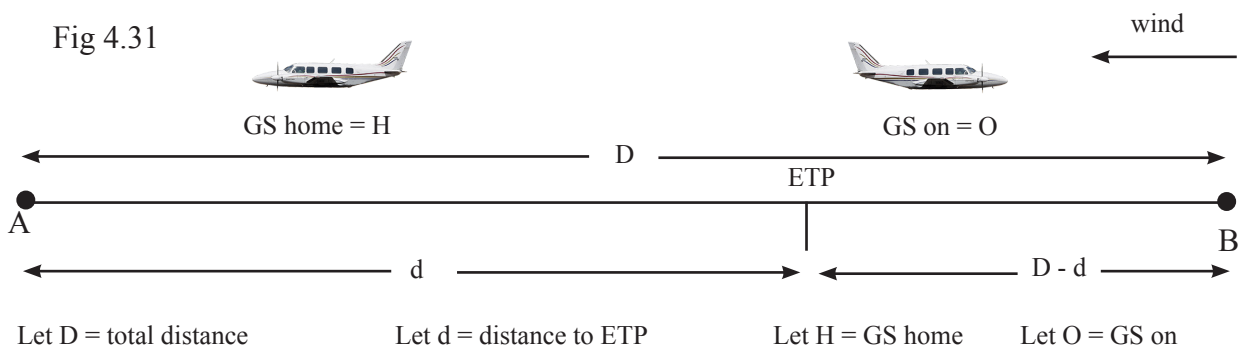 Fig 4.31
wind
GS home = H
GS on = O
D
ETP
A
B
d
D - d
Let D = total distance
Let d = distance to ETP
Let H = GS home
Let O = GS on